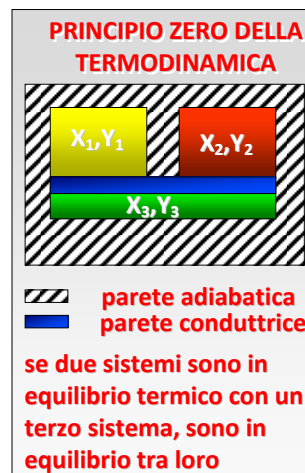 PRINCIPIO ZERO DELLA
TERMODINAMICA
X₁,Y₁
X₂,Y₂
X₃,Y₃
parete adiabatica
parete conduttrice
se due sistemi sono in
equilibrio termico con un
terzo sistema, sono in
equilibrio tra loro